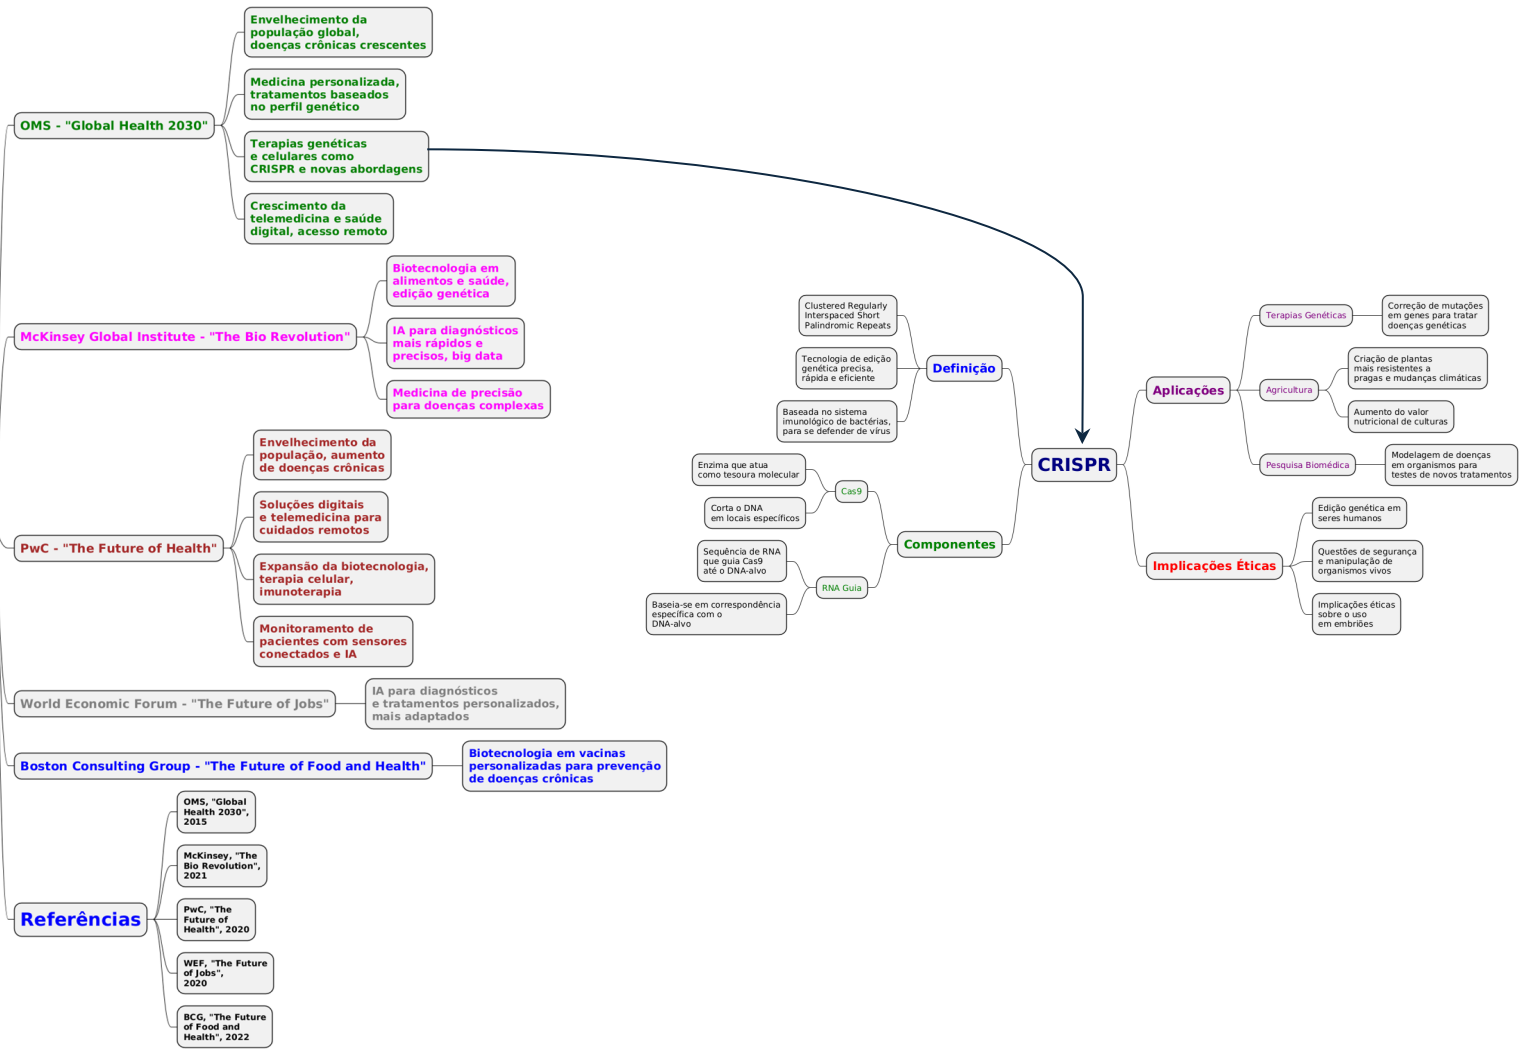 OMS - "Global Health 2030"
Envelhecimento da
população global,
doenças crônicas crescentes
Medicina personalizada,
tratamentos baseados
no perfil genético
Terapias genéticas
e celulares como
CRISPR e novas abordagens
Crescimento da
telemedicina e saúde
digital, acesso remoto
McKinsey Global Institute - "The Bio Revolution"
Biotecnologia em
alimentos e saúde,
edição genética
IA para diagnósticos
mais rápidos e
precisos, big data
Medicina de precisão
para doenças complexas
PwC - "The Future of Health"
Envelhecimento da
população, aumento
de doenças crônicas
Soluções digitais
e telemedicina para
cuidados remotos
Expansão da biotecnologia,
terapia celular,
imunoterapia
Monitoramento de
pacientes com sensores
conectados e IA
World Economic Forum - "The Future of Jobs"
IA para diagnósticos
e tratamentos personalizados,
mais adaptados
Boston Consulting Group - "The Future of Food and Health"
Biotecnologia em vacinas
personalizadas para prevenção
de doenças crônicas
Referências
OMS, "Global
Health 2030",
2015
McKinsey, "The
Bio Revolution",
2021
PwC, "The
Future of
Health", 2020
WEF, "The Future
of Jobs",
2020
BCG, "The Future
of Food and
Health", 2022
CRISPR
Definição
Clustered Regularly
Interspaced Short
Palindromic Repeats
Tecnologia de edição
genética precisa,
rápida e eficiente
Baseada no sistema
imunológico de bactérias,
para se defender de vírus
Componentes
Cas9
Enzima que atua
como tesoura molecular
Corta o DNA
em locais específicos
RNA Guia
Sequência de RNA
que guia Cas9
até o DNA-alvo
Baseia-se em correspondência
específica com o
DNA-alvo
Aplicações
Terapias Genéticas
Correção de mutações
em genes para tratar
doenças genéticas
Agricultura
Criação de plantas
mais resistentes a
pragas e mudanças climáticas
Aumento do valor
nutricional de culturas
Pesquisa Biomédica
Modelagem de doenças
em organismos para
testes de novos tratamentos
Implicações Éticas
Edição genética em
seres humanos
Questões de segurança
e manipulação de
organismos vivos
Implicações éticas
sobre o uso
em embriões